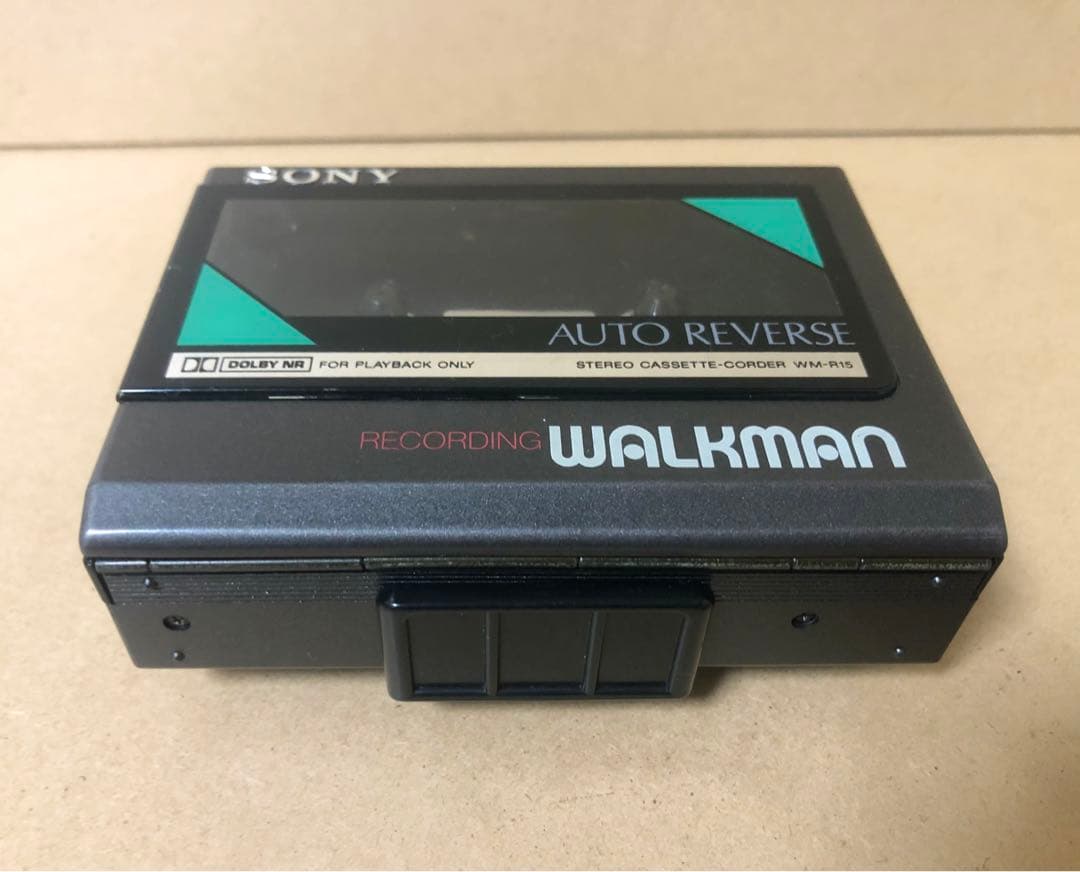 SONY
AUTO REVERSE
DOLBY NR FOR PLAYBACK ONLY STEREO CASSETTE-CORDER WM-R15
RECORDING WALKMAN